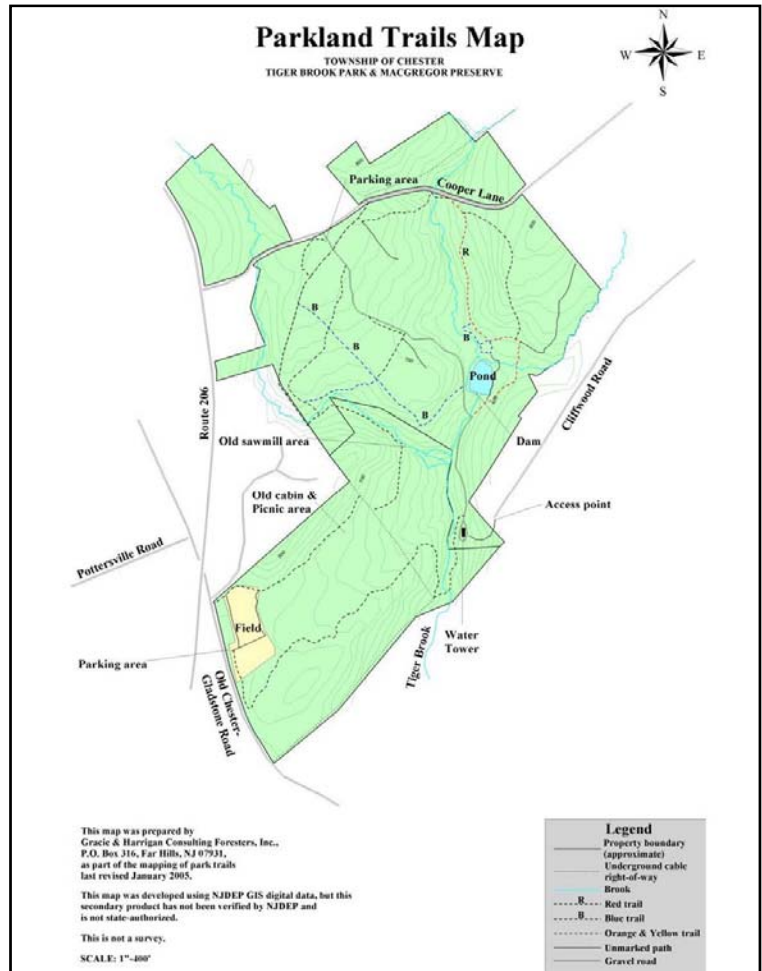 Parkland Trails Map
TOWNSHIP OF CHESTER
TIGER BROOK PARK & MACGREGOR PRESERVE
N
W
E
S
Parking area
Cooper Lane
R
B
B
B
Pond
B
Dam
Cliffwood Road
Route 206
Old sawmill area
Old cabin &
Picnic area
Access point
Pottersville Road
Field
Parking area
Water
Tower
Tiger Brook
Old Chester-
Gladstone Road
This map was prepared by
Gracie & Harrigan Consulting Foresters, Inc.,
P.O. Box 316, Far Hills, NJ 07931,
as part of the mapping of park trails
last revised January 2005.
This map was developed using NJDEP GIS digital data, but this
secondary product has not been verified by NJDEP and
is not state-authorized.
This is not a survey.
SCALE: 1"-400'
Legend
Property boundary
(approximate)
Underground cable
right-of-way
Brook
R Red trail
B Blue trail
Orange & Yellow trail
Unmarked path
Gravel road